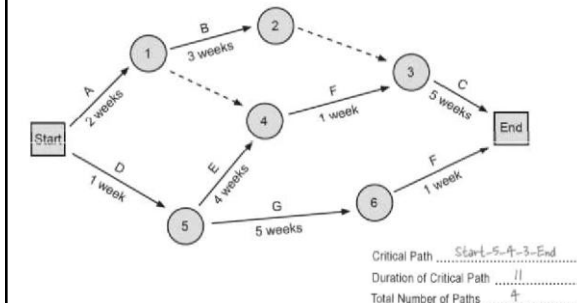 B
2
1
3 weeks
3
A
F
C
2 weeks
4
1 week
5 weeks
Start
End
D
E
F
1 week
4 weeks
1 week
G
6
5
5 weeks
Critical Path Start-5-4-3-End
Duration of Critical Path 11
Total Number of Paths 4